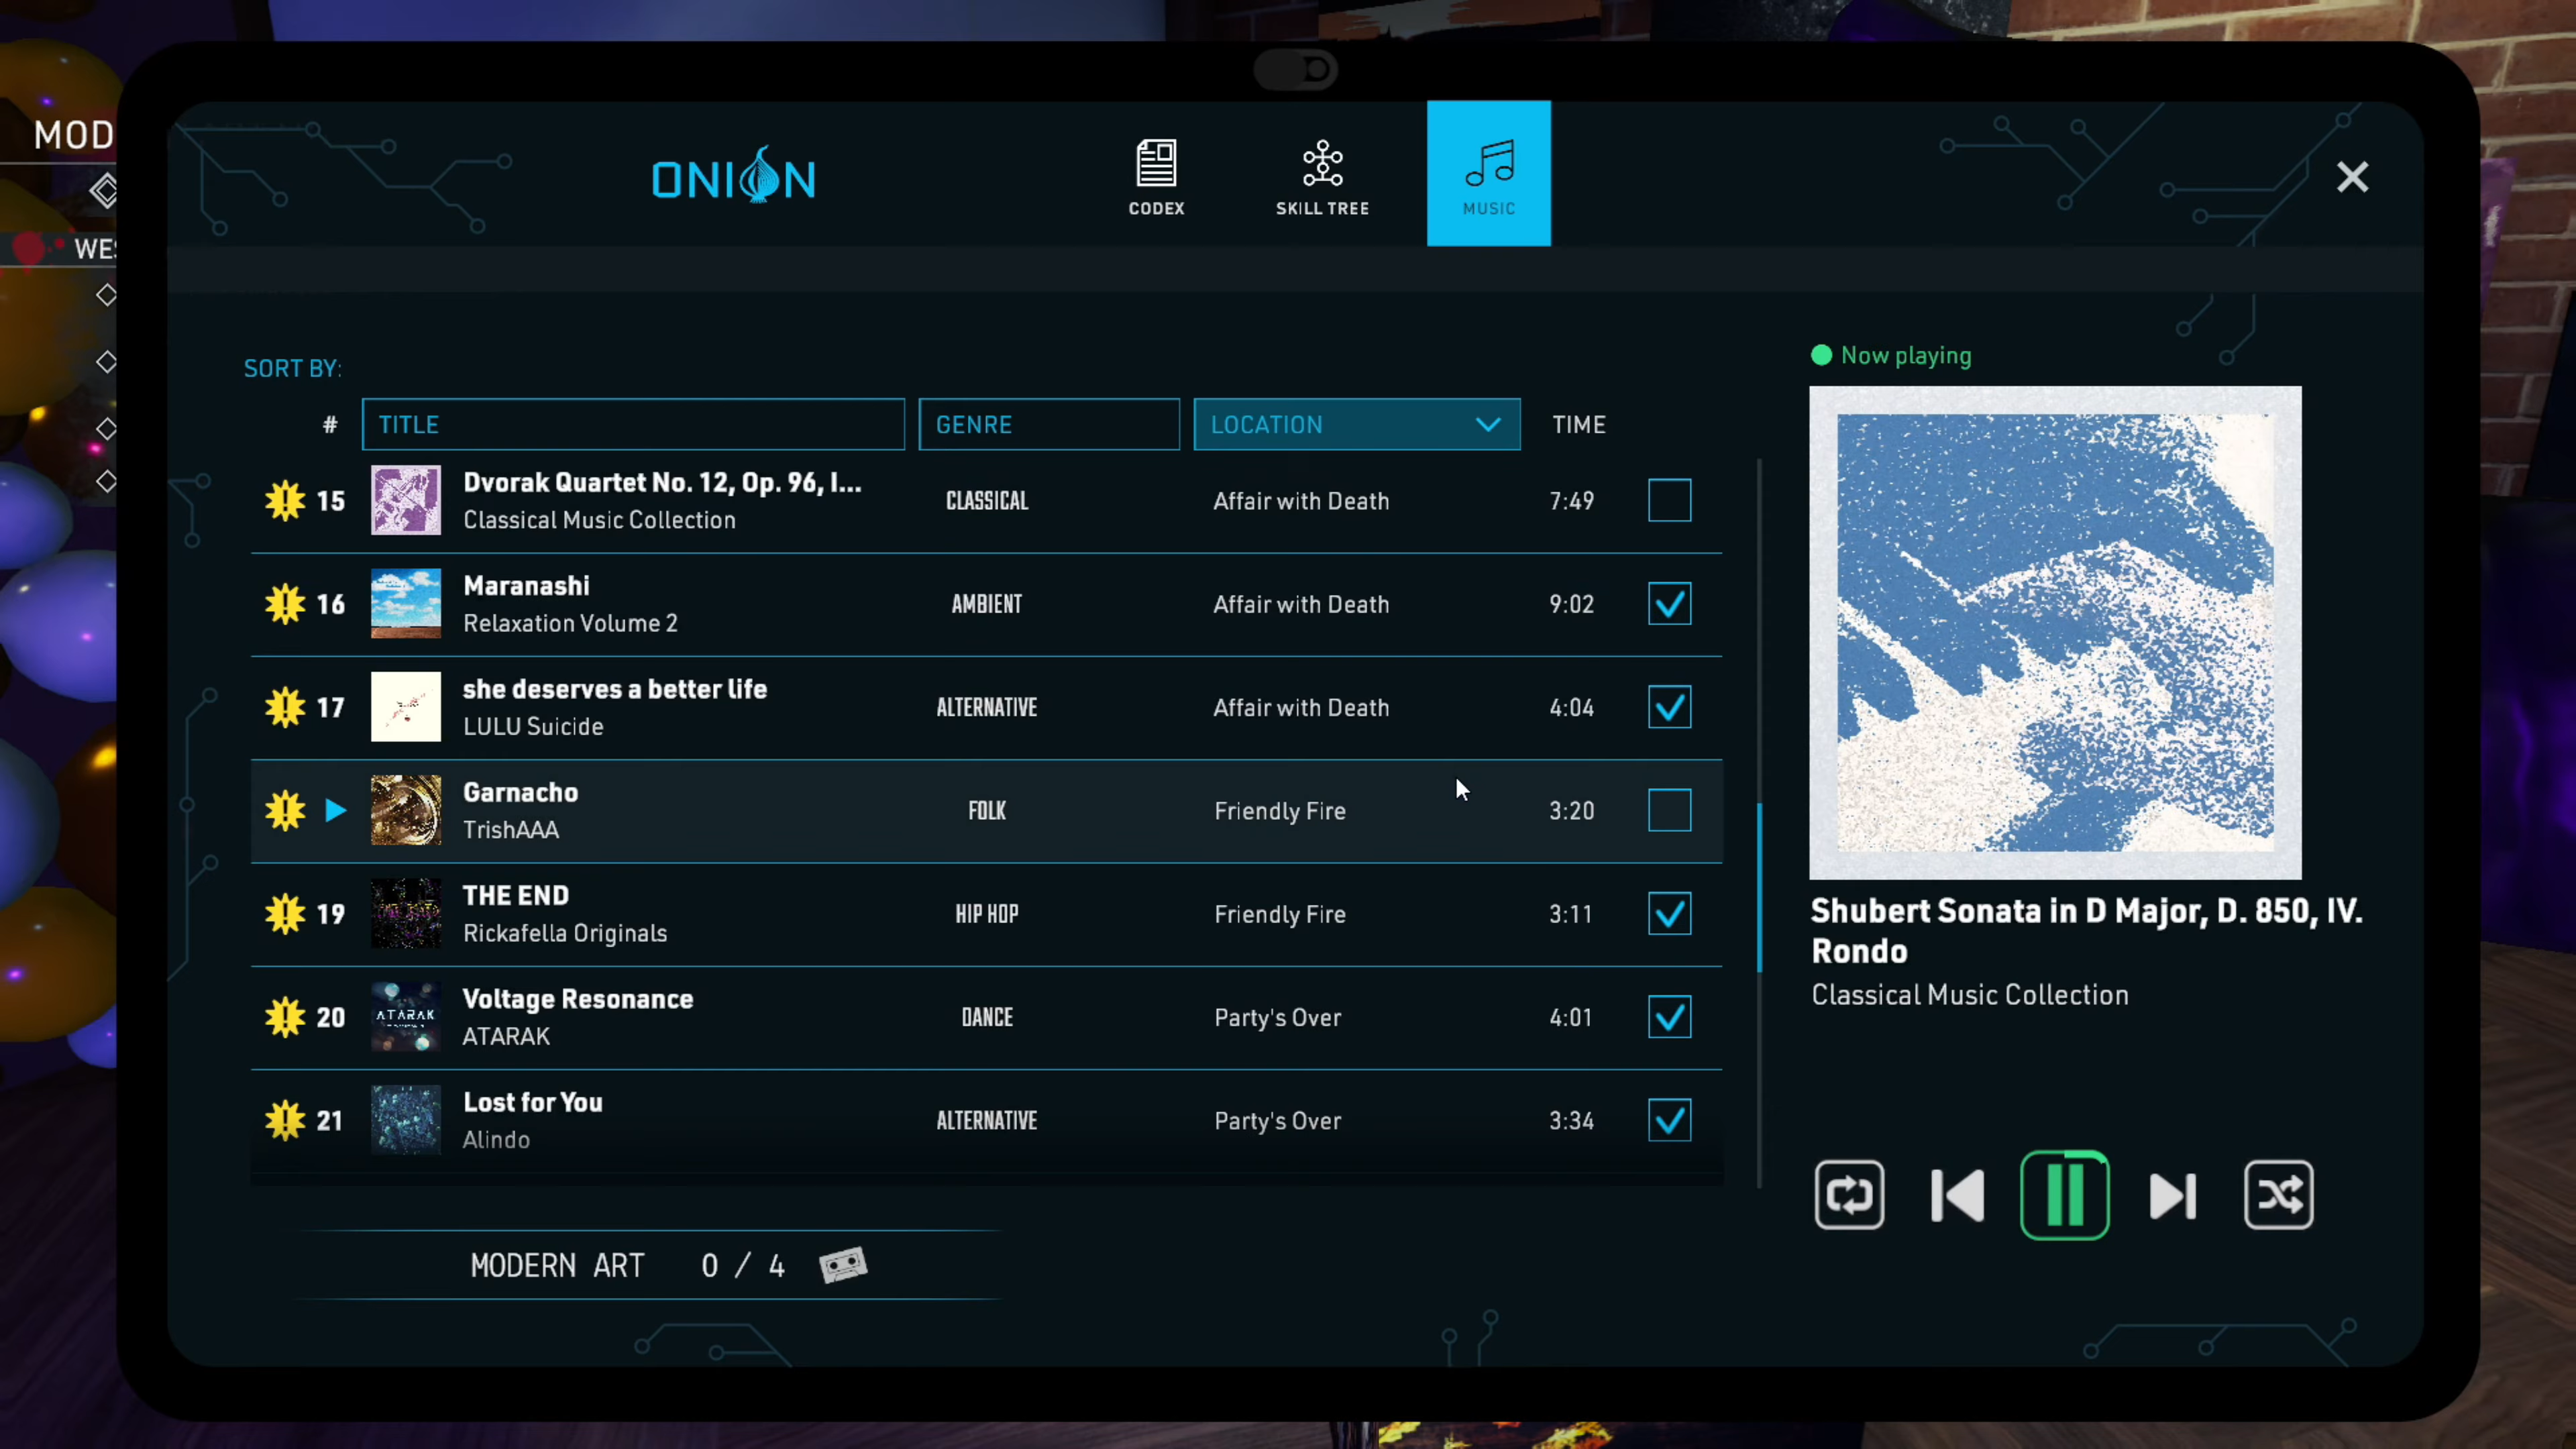 MOD
WES
ONION
CODEX
SKILL TREE
MUSIC
SORT BY:
# TITLE GENRE LOCATION TIME
15 Dvorak Quartet No. 12, Op. 96, I... CLASSICAL Affair with Death 7:49
Classical Music Collection
16 Maranashi AMBIENT Affair with Death 9:02
Relaxation Volume 2
17 she deserves a better life ALTERNATIVE Affair with Death 4:04
LULU Suicide
Garnacho FOLK Friendly Fire 3:20
TrishAAA
19 THE END HIP HOP Friendly Fire 3:11
Rickafella Originals
20 Voltage Resonance DANCE Party's Over 4:01
ATARAK
ATARAK
21 Lost for You ALTERNATIVE Party's Over 3:34
Alindo
MODERN ART 0 / 4
Now playing
Shubert Sonata in D Major, D. 850, IV.
Rondo
Classical Music Collection